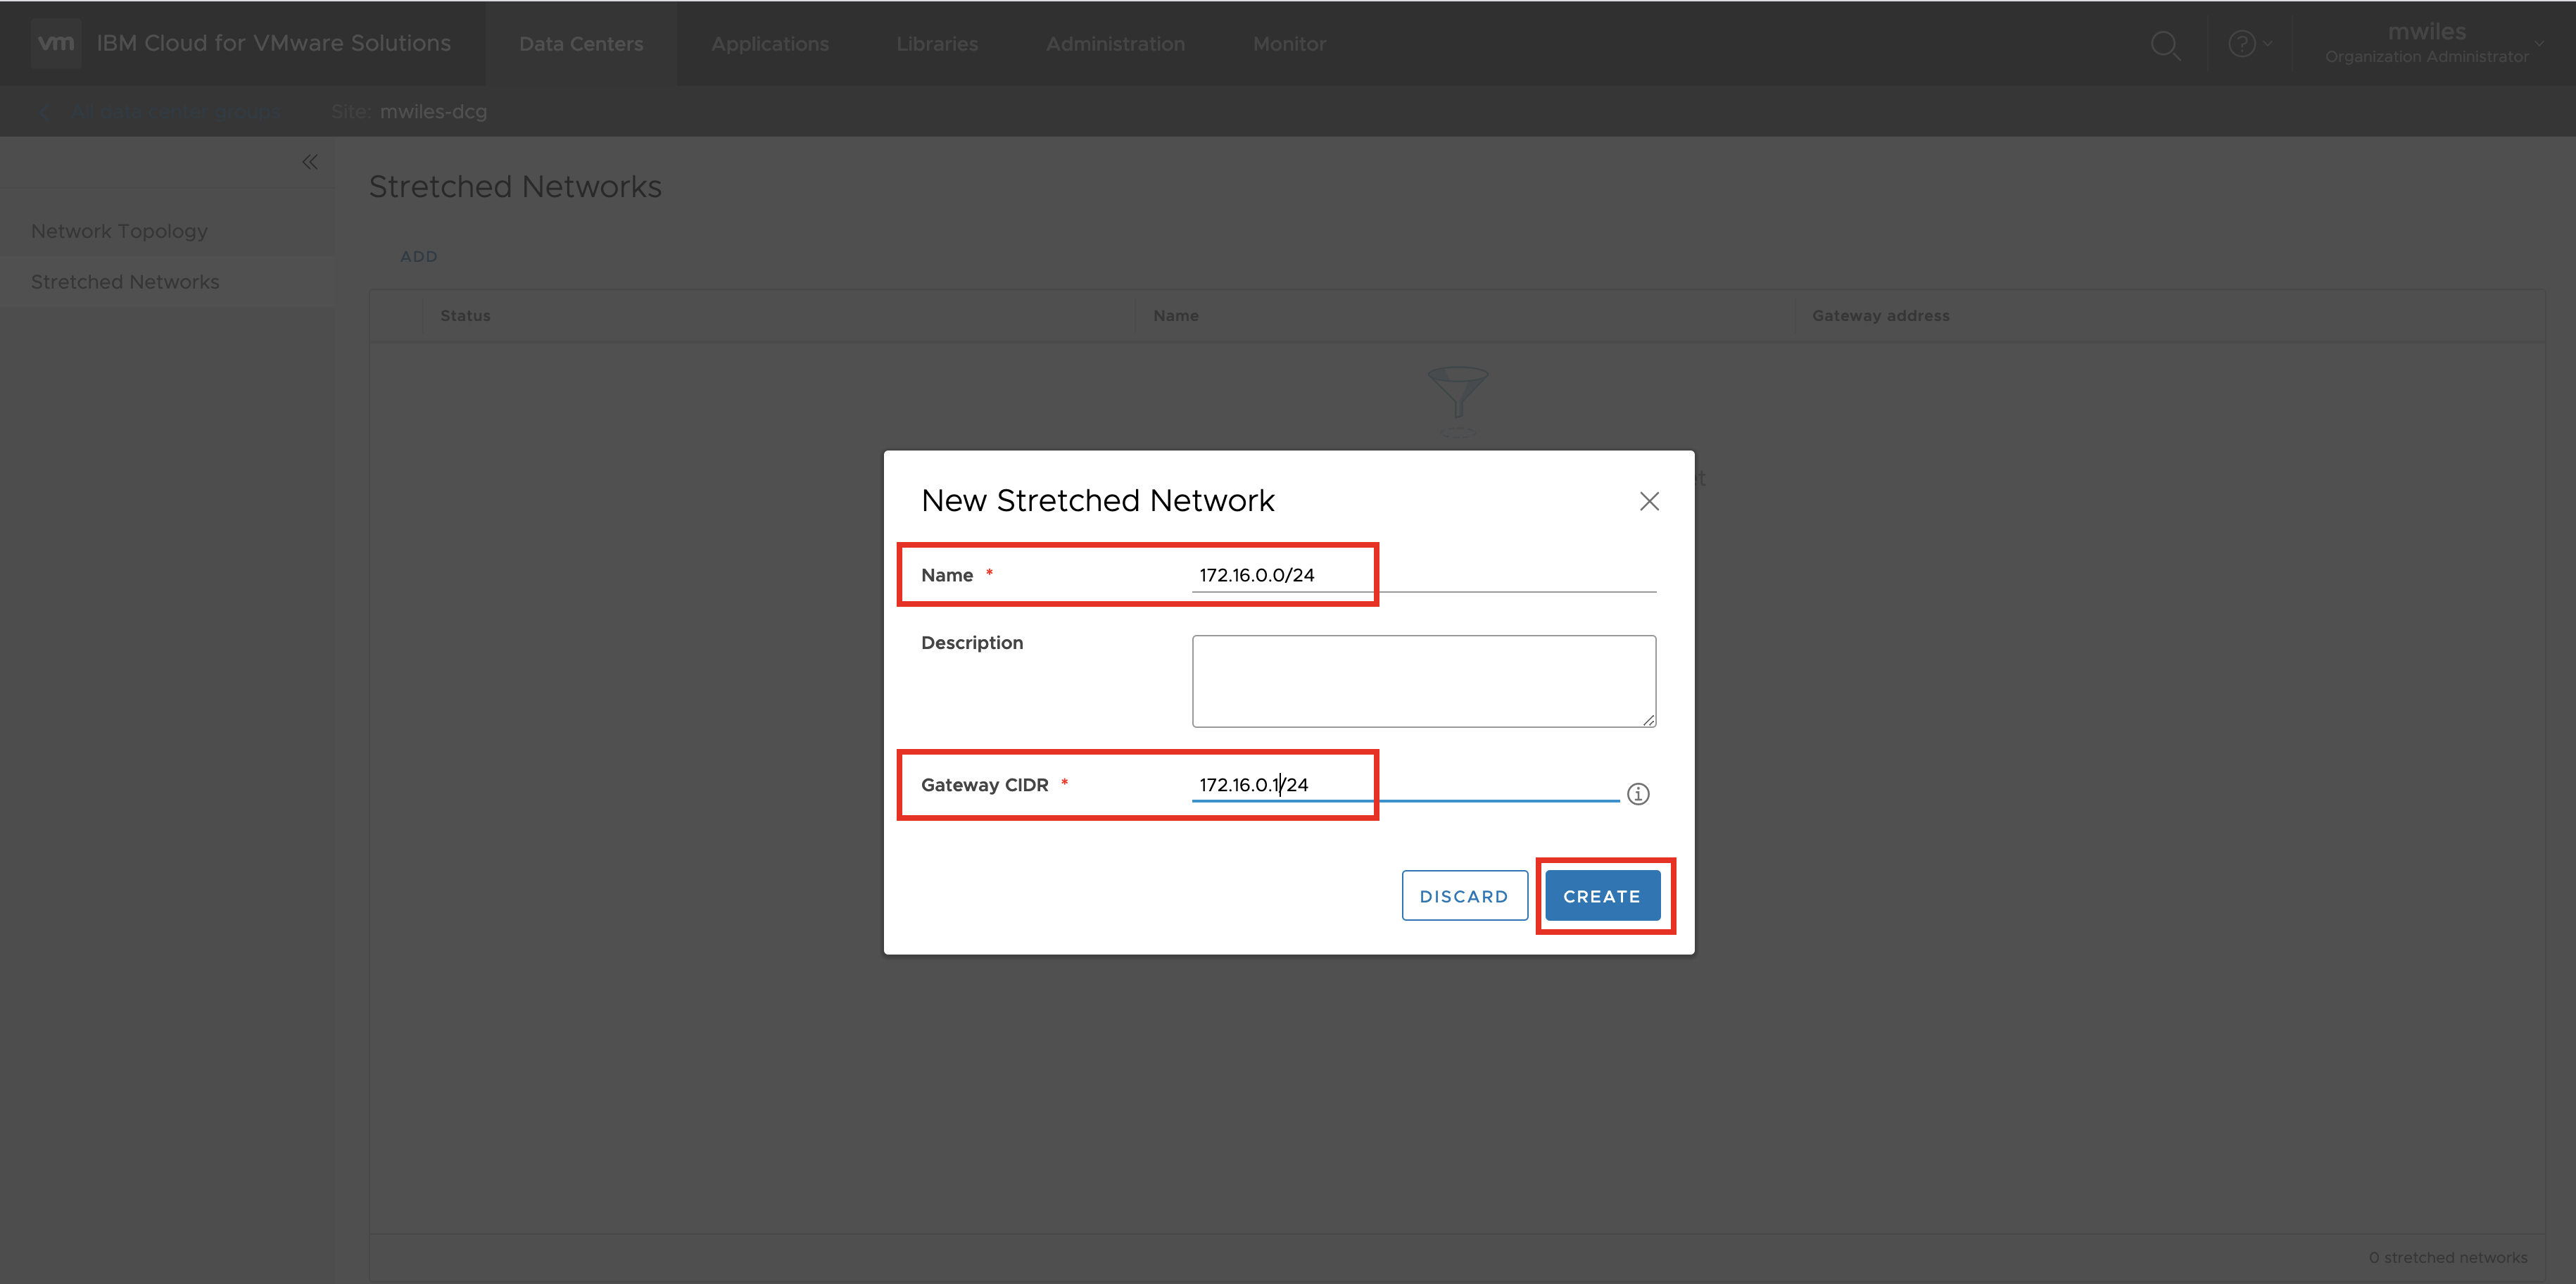 vm IBM Cloud for VMware Solutions Data Centers Applications Libraries Administration Monitor mwiles
Organization Administrator
Site: mwiles-dcg
Stretched Networks
Network Topology
ADD
Stretched Networks
Status Name Gateway address
New Stretched Network
Name * 172.16.0.0/24
Description
Gateway CIDR * 172.16.0.1/24
DISCARD CREATE
0 stretched networks